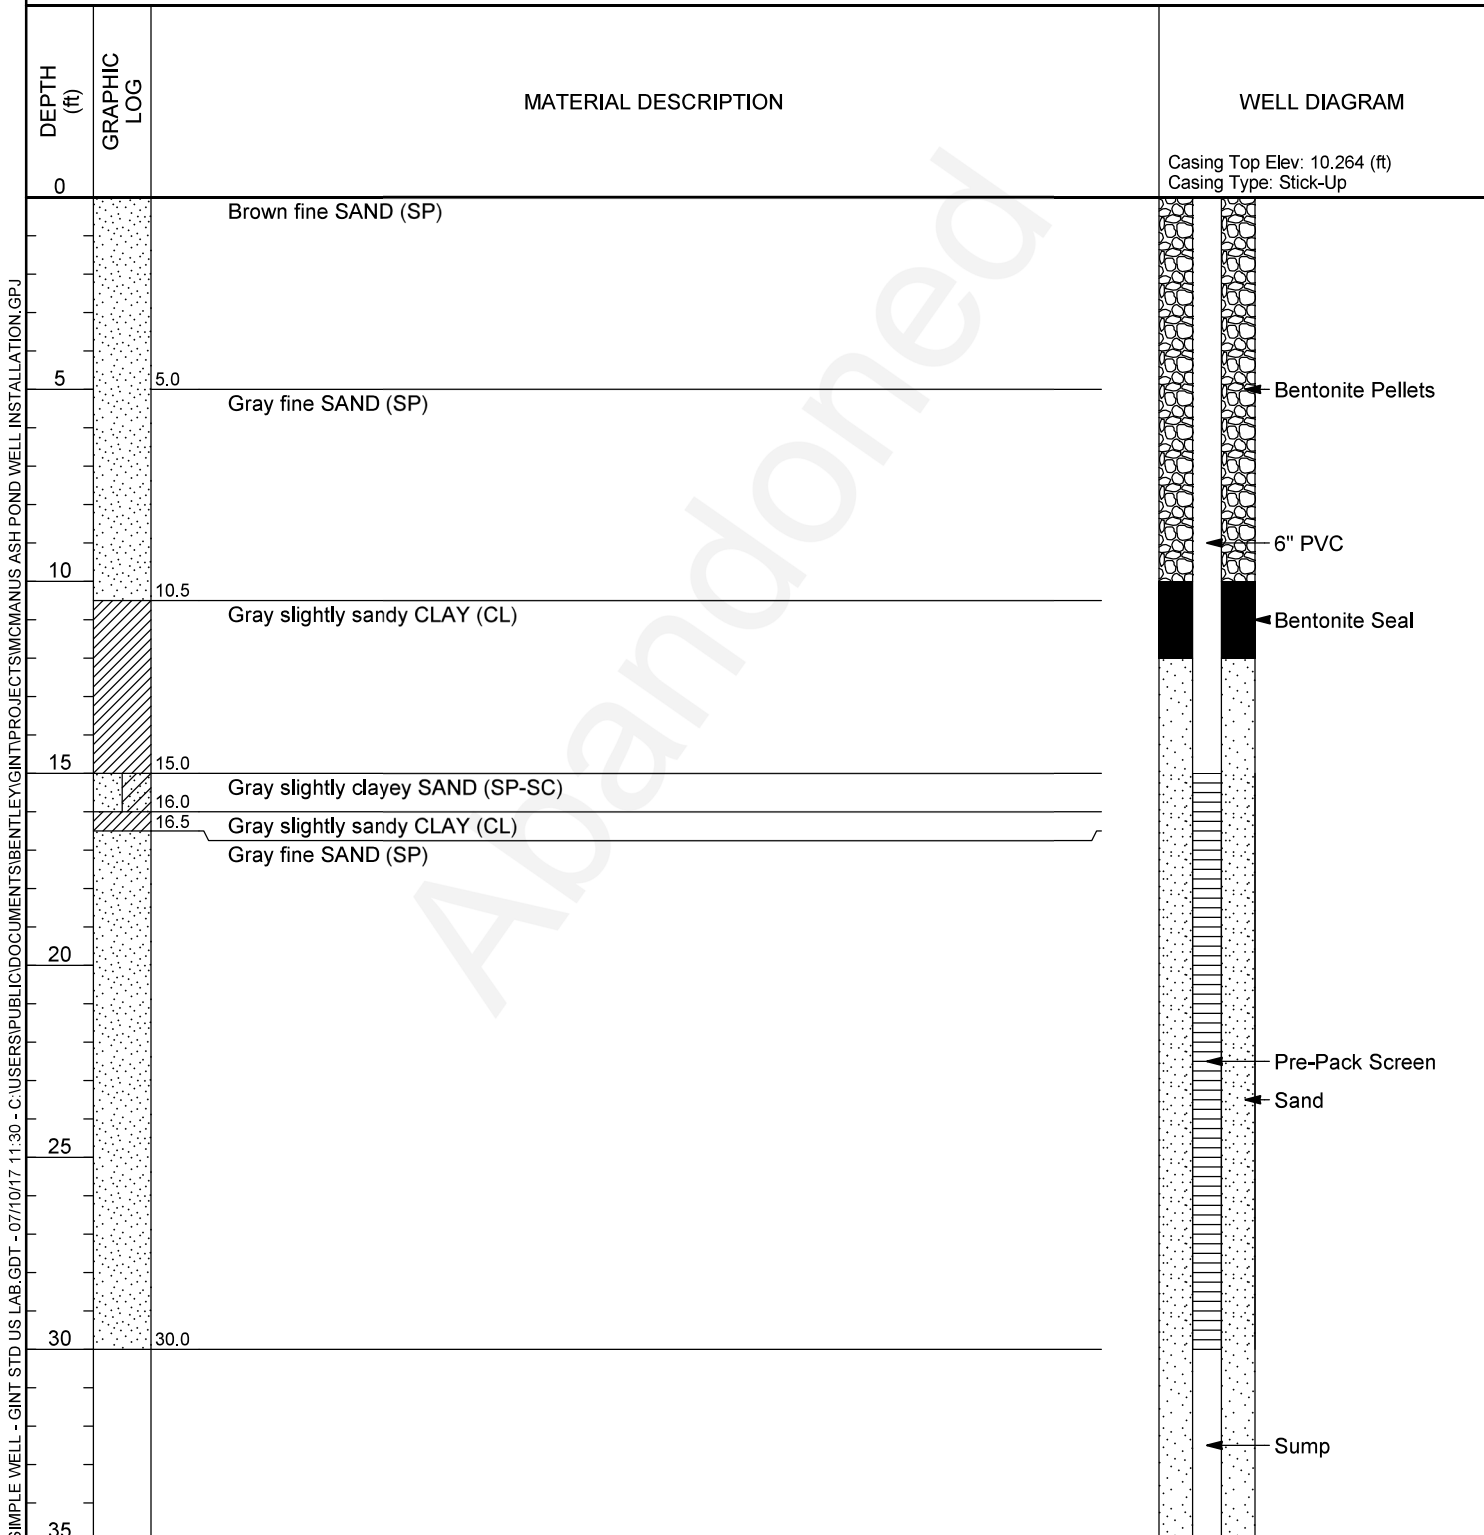 DEPTH
(ft)
GRAPHIC
LOG
MATERIAL DESCRIPTION
WELL DIAGRAM
Casing Top Elev: 10.264 (ft)
Casing Type: Stick-Up
0
Brown fine SAND (SP)
5
5.0
Gray fine SAND (SP)
Bentonite Pellets
6" PVC
10
10.5
Gray slightly sandy CLAY (CL)
Bentonite Seal
15
15.0
Gray slightly clayey SAND (SP-SC)
16.0
16.5
Gray slightly sandy CLAY (CL)
Gray fine SAND (SP)
20
Pre-Pack Screen
Sand
25
30
30.0
Sump
35
Abandoned
SIMPLE WELL - GINT STD US LAB.GDT - 07/10/17 11:30 - C:\USERS\PUBLIC\DOCUMENTS\BENTLEY\GINT\PROJECTS\MCMANUS ASH POND WELL INSTALLATION.GPJ